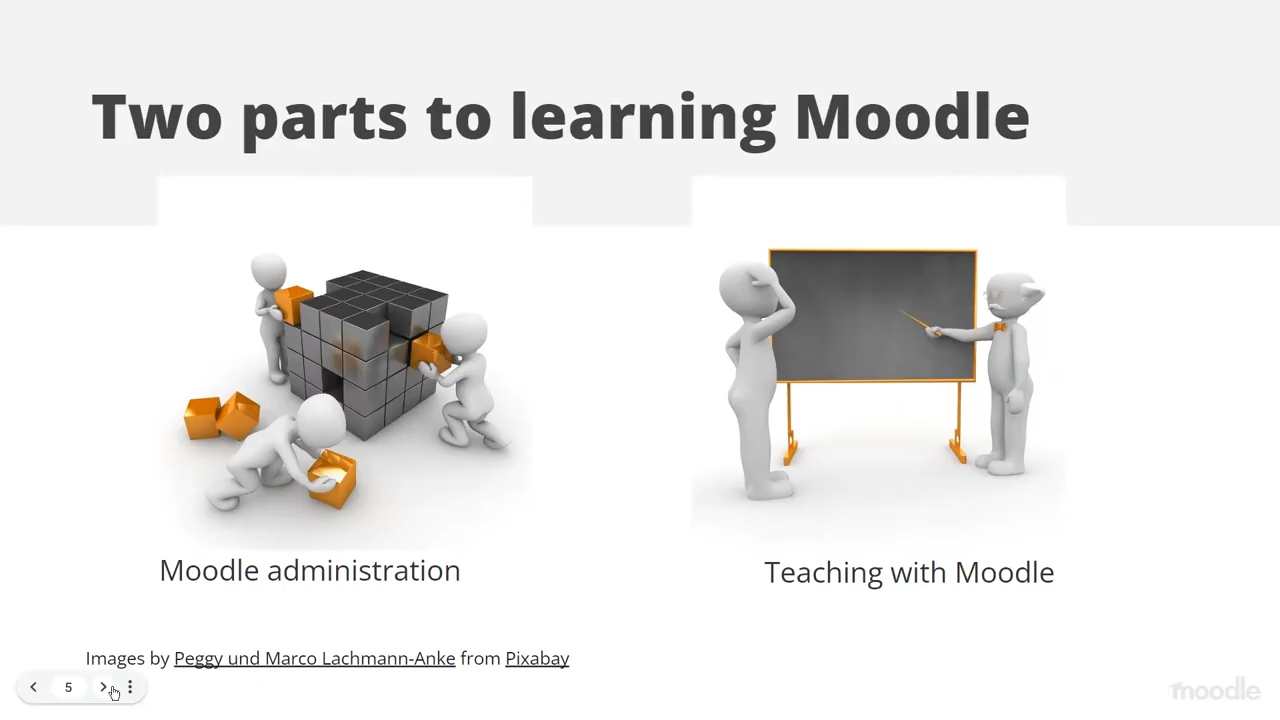 Two parts to learning Moodle
Moodle administration
Teaching with Moodle
Images by Peggy und Marco Lachmann-Anke from Pixabay
5
moodle